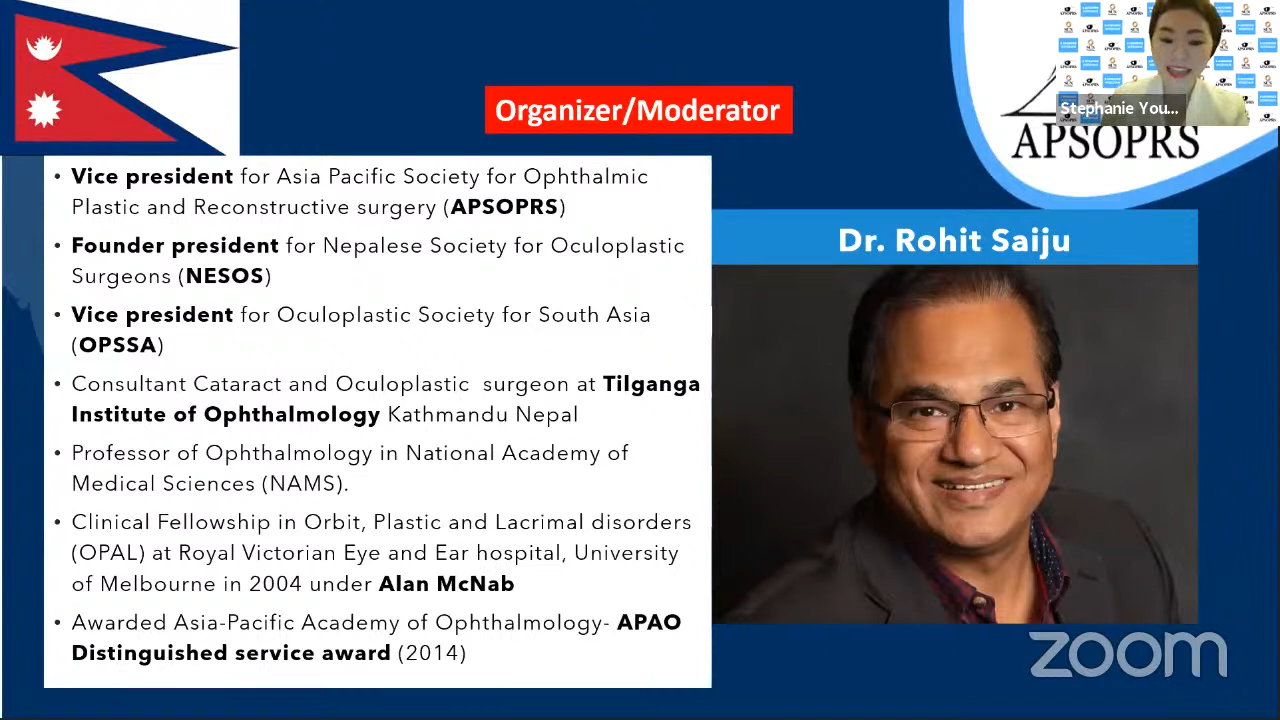 Organizer/Moderator
Stephanie You...
APSOPRS
• Vice president for Asia Pacific Society for Ophthalmic
Plastic and Reconstructive surgery (APSOPRS)
• Founder president for Nepalese Society for Oculoplastic
Surgeons (NESOS)
• Vice president for Oculoplastic Society for South Asia
(OPSSA)
• Consultant Cataract and Oculoplastic surgeon at Tilganga
Institute of Ophthalmology Kathmandu Nepal
• Professor of Ophthalmology in National Academy of
Medical Sciences (NAMS).
• Clinical Fellowship in Orbit, Plastic and Lacrimal disorders
(OPAL) at Royal Victorian Eye and Ear hospital, University
of Melbourne in 2004 under Alan McNab
• Awarded Asia-Pacific Academy of Ophthalmology- APAO
Distinguished service award (2014)
Dr. Rohit Saiju
zoom